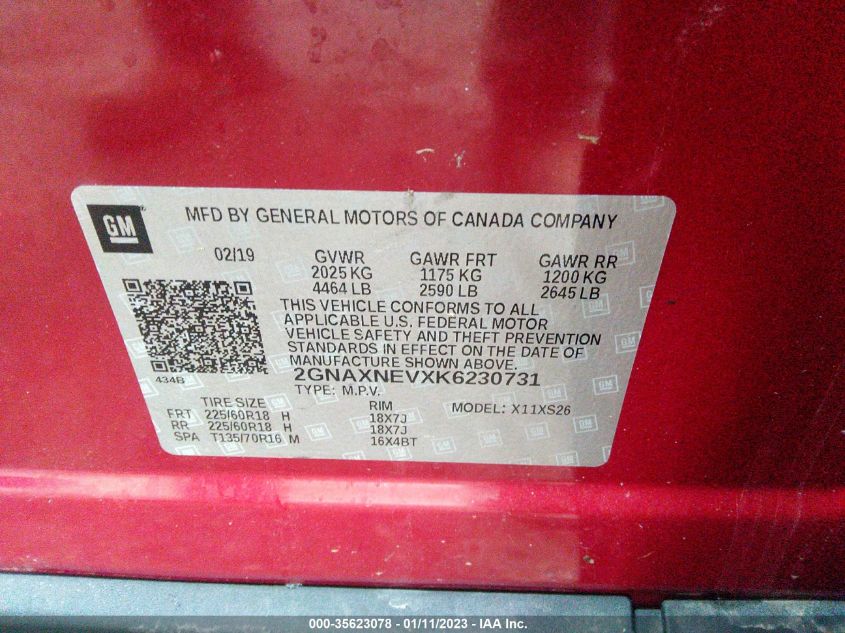 GM
MFD BY GENERAL MOTORS OF CANADA COMPANY
02/19 GVWR GAWR FRT GAWR RR
2025 KG 1175 KG 1200 KG
4464 LB 2590 LB 2645 LB
THIS VEHICLE CONFORMS TO ALL
APPLICABLE U.S. FEDERAL MOTOR
VEHICLE SAFETY AND THEFT PREVENTION
STANDARDS IN EFFECT ON THE DATE OF
MANUFACTURE SHOWN ABOVE.
434B 2GNAXNEVXK6230731
TYPE: M.P.V.
TIRE SIZE RIM MODEL: X11XS26
FRT 225/60R18 H 18X7J
RR 225/60R18 H 18X7J
SPA T135/70R16 M 16X4BT
000-35623078 - 01/11/2023 - IAA Inc.